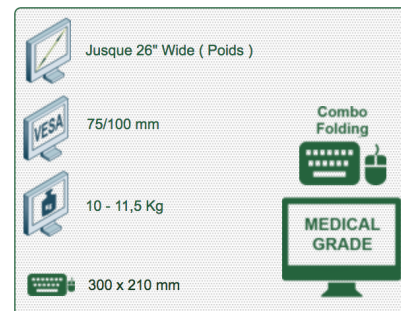 Jusque 26" Wide ( Poids )
VESA
75/100 mm
Combo
Folding
KG
10 - 11,5 Kg
MEDICAL
GRADE
300 x 210 mm